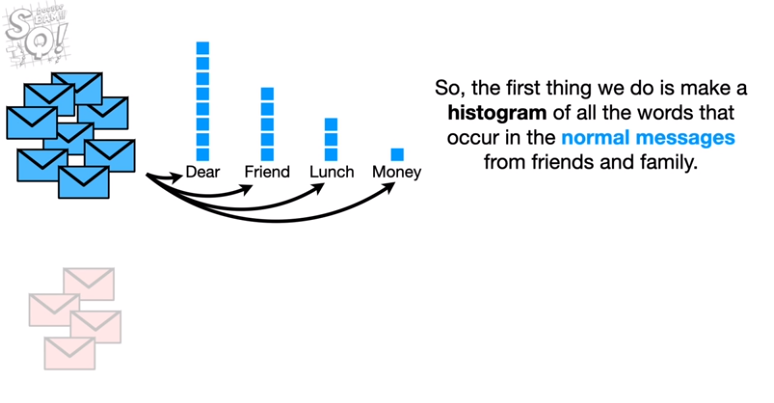 So, the first thing we do is make a
histogram of all the words that
occur in the normal messages
from friends and family.
Dear Friend Lunch Money